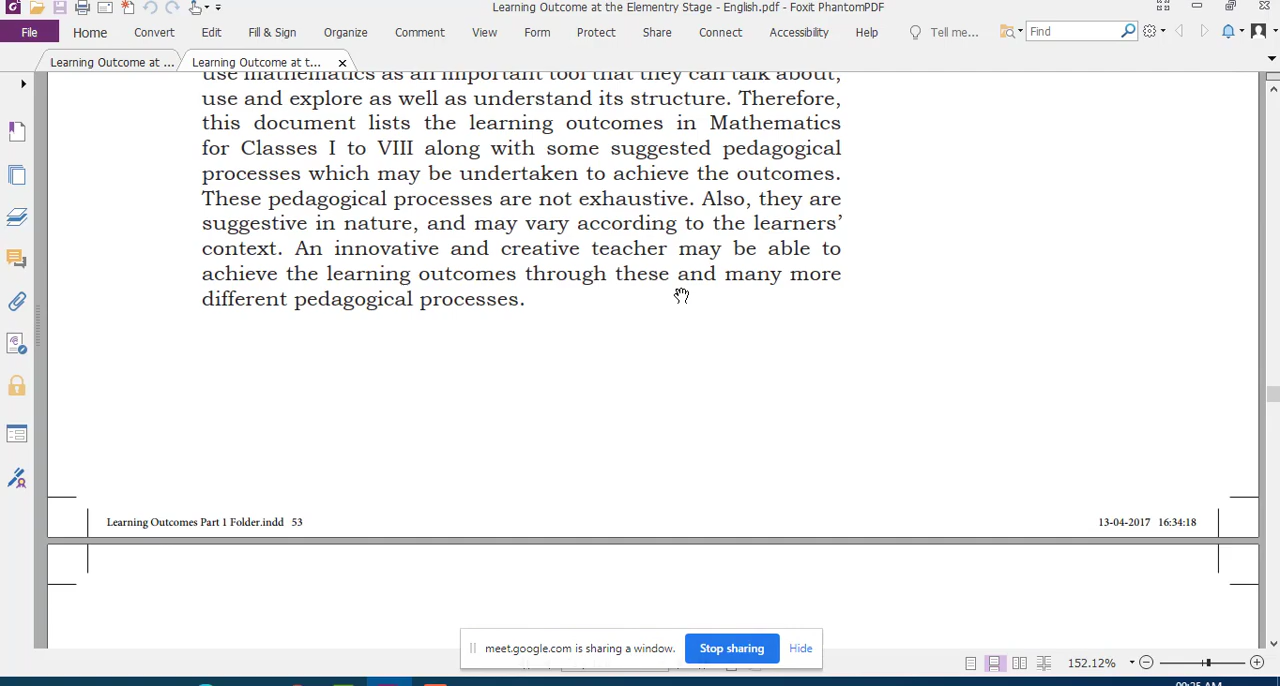 Learning Outcome at the Elementry Stage - English.pdf - Foxit PhantomPDF
File Home Convert Edit Fill & Sign Organize Comment View Form Protect Share Connect Accessibility Help Tell me... Find
Learning Outcome at ... Learning Outcome at t... ×
use mathematics as an important tool that they can talk about,
use and explore as well as understand its structure. Therefore,
this document lists the learning outcomes in Mathematics
for Classes I to VIII along with some suggested pedagogical
processes which may be undertaken to achieve the outcomes.
These pedagogical processes are not exhaustive. Also, they are
suggestive in nature, and may vary according to the learners’
context. An innovative and creative teacher may be able to
achieve the learning outcomes through these and many more
different pedagogical processes.
Learning Outcomes Part 1 Folder.indd 53 13-04-2017 16:34:18
meet.google.com is sharing a window. Stop sharing Hide
152.12%